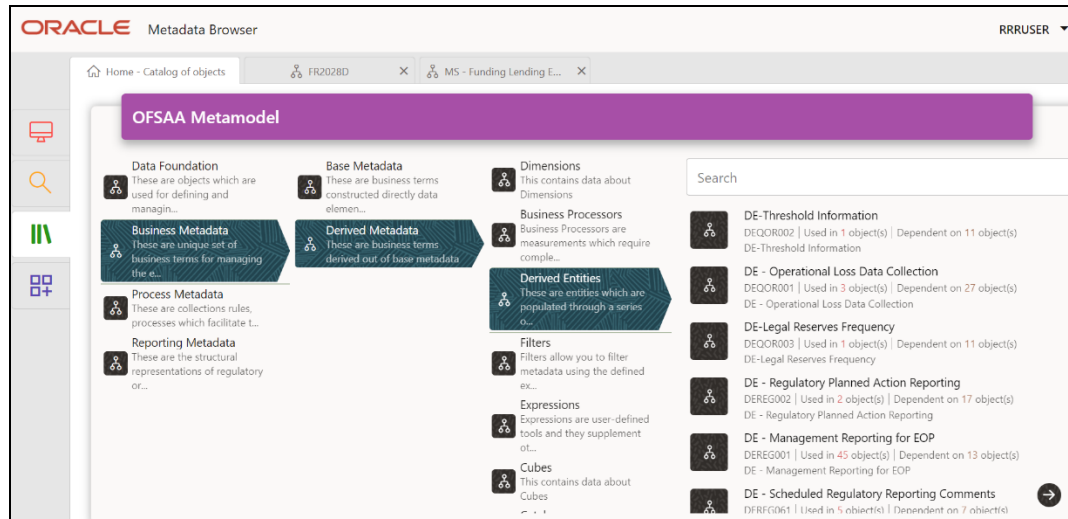 ORACLE Metadata Browser
RRRUSER
Home - Catalog of objects
FR2028D
MS - Funding Lending E...
OFSAA Metamodel
Data Foundation
These are objects which are
used for defining and
managin...
Business Metadata
These are unique set of
business terms for managing
the e...
Process Metadata
These are collections rules,
processes which facilitate t...
Reporting Metadata
These are the structural
representations of regulatory
or...
Base Metadata
These are business terms
constructed directly data
elemen...
Derived Metadata
These are business terms
derived out of base metadata
Dimensions
This contains data about
Dimensions
Business Processors
Business Processors are
measurements which require
comple...
Derived Entities
These are entities which are
populated through a series
o...
Filters
Filters allow you to filter
metadata using the defined
ex...
Expressions
Expressions are user-defined
tools and they supplement
ot...
Cubes
This contains data about
Cubes
Search
DE-Threshold Information
DEQOR002 | Used in 1 object(s) | Dependent on 11 object(s)
DE-Threshold Information
DE - Operational Loss Data Collection
DEQOR001 | Used in 3 object(s) | Dependent on 27 object(s)
DE - Operational Loss Data Collection
DE-Legal Reserves Frequency
DEQOR003 | Used in 1 object(s) | Dependent on 11 object(s)
DE-Legal Reserves Frequency
DE - Regulatory Planned Action Reporting
DEREG002 | Used in 2 object(s) | Dependent on 17 object(s)
DE - Regulatory Planned Action Reporting
DE - Management Reporting for EOP
DEREG001 | Used in 45 object(s) | Dependent on 13 object(s)
DE - Management Reporting for EOP
DE - Scheduled Regulatory Reporting Comments
DEREG061 | Used in 5 object(s) | Dependent on 7 object(s)